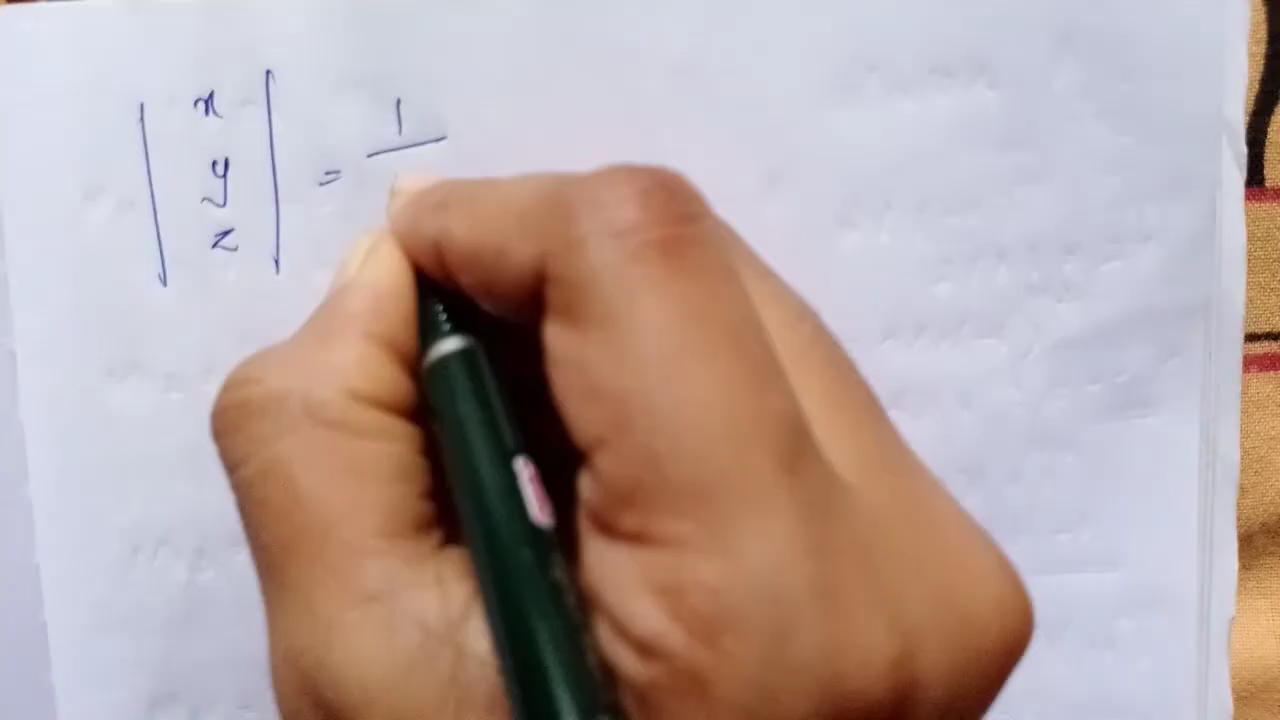 | x |
| y | = 1/
| z |